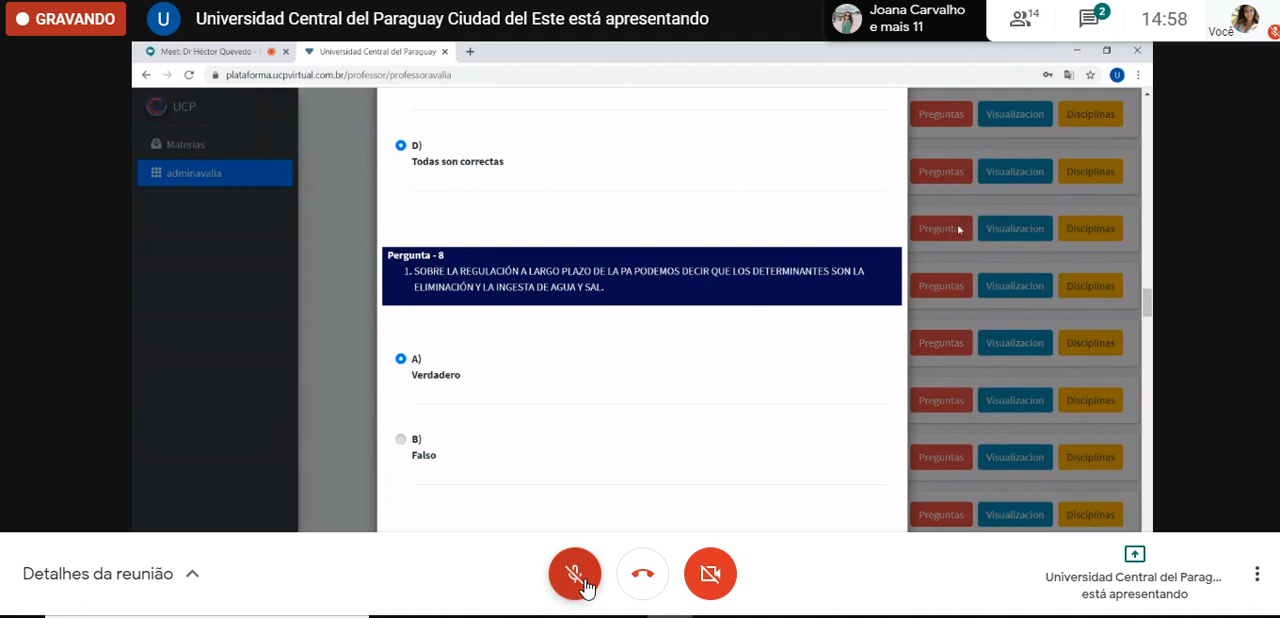 GRAVANDO
U
Universidad Central del Paraguay Ciudad del Este está apresentando
Joana Carvalho
e mais 11
14
2
14:58
Você
Meet: Dr Héctor Quevedo -
Universidad Central del Paraguay
plataforma.ucpvirtual.com.br/professor/professoravalia
U
UCP
Materias
adminavalia
D)
Todas son correctas
Pergunta - 8
1. SOBRE LA REGULACIÓN A LARGO PLAZO DE LA PA PODEMOS DECIR QUE LOS DETERMINANTES SON LA
ELIMINACIÓN Y LA INGESTA DE AGUA Y SAL.
A)
Verdadero
B)
Falso
Preguntas Visualizacion Disciplinas
Preguntas Visualizacion Disciplinas
Preguntas Visualizacion Disciplinas
Preguntas Visualizacion Disciplinas
Preguntas Visualizacion Disciplinas
Preguntas Visualizacion Disciplinas
Preguntas Visualizacion Disciplinas
Preguntas Visualizacion Disciplinas
Detalhes da reunião
Universidad Central del Parag...
está apresentando